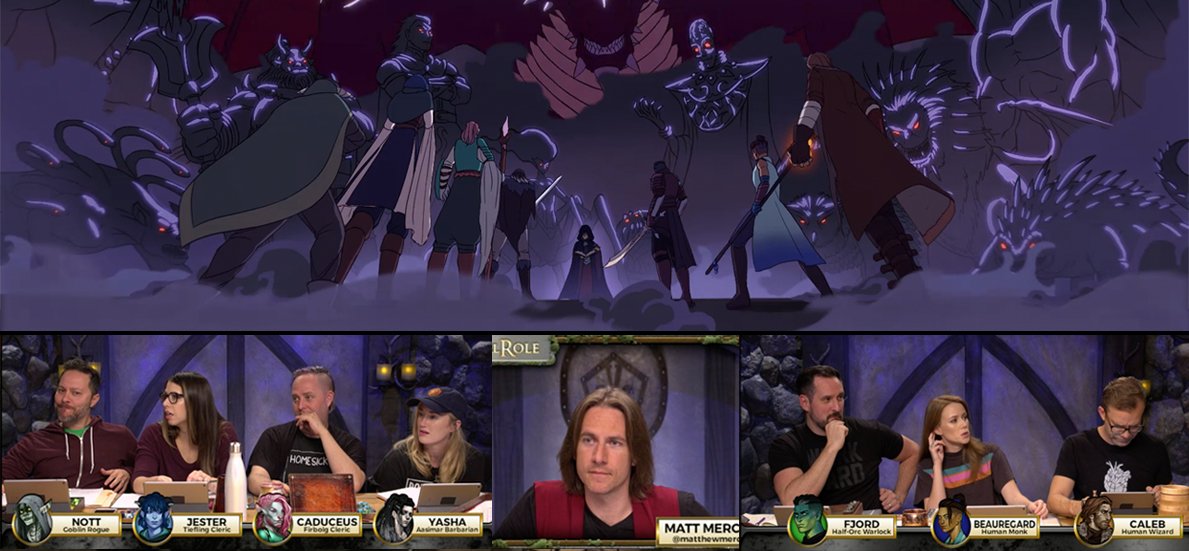 LROLE
HOMESICK
NOTT
Goblin Rogue
JESTER
Tiefling Cleric
CADUCEUS
Firbolg Cleric
YASHA
Aasimar Barbarian
MATT MERC
@matthewmerc
FJORD
Half-Orc Warlock
BEAUREGARD
Human Monk
CALEB
Human Wizard